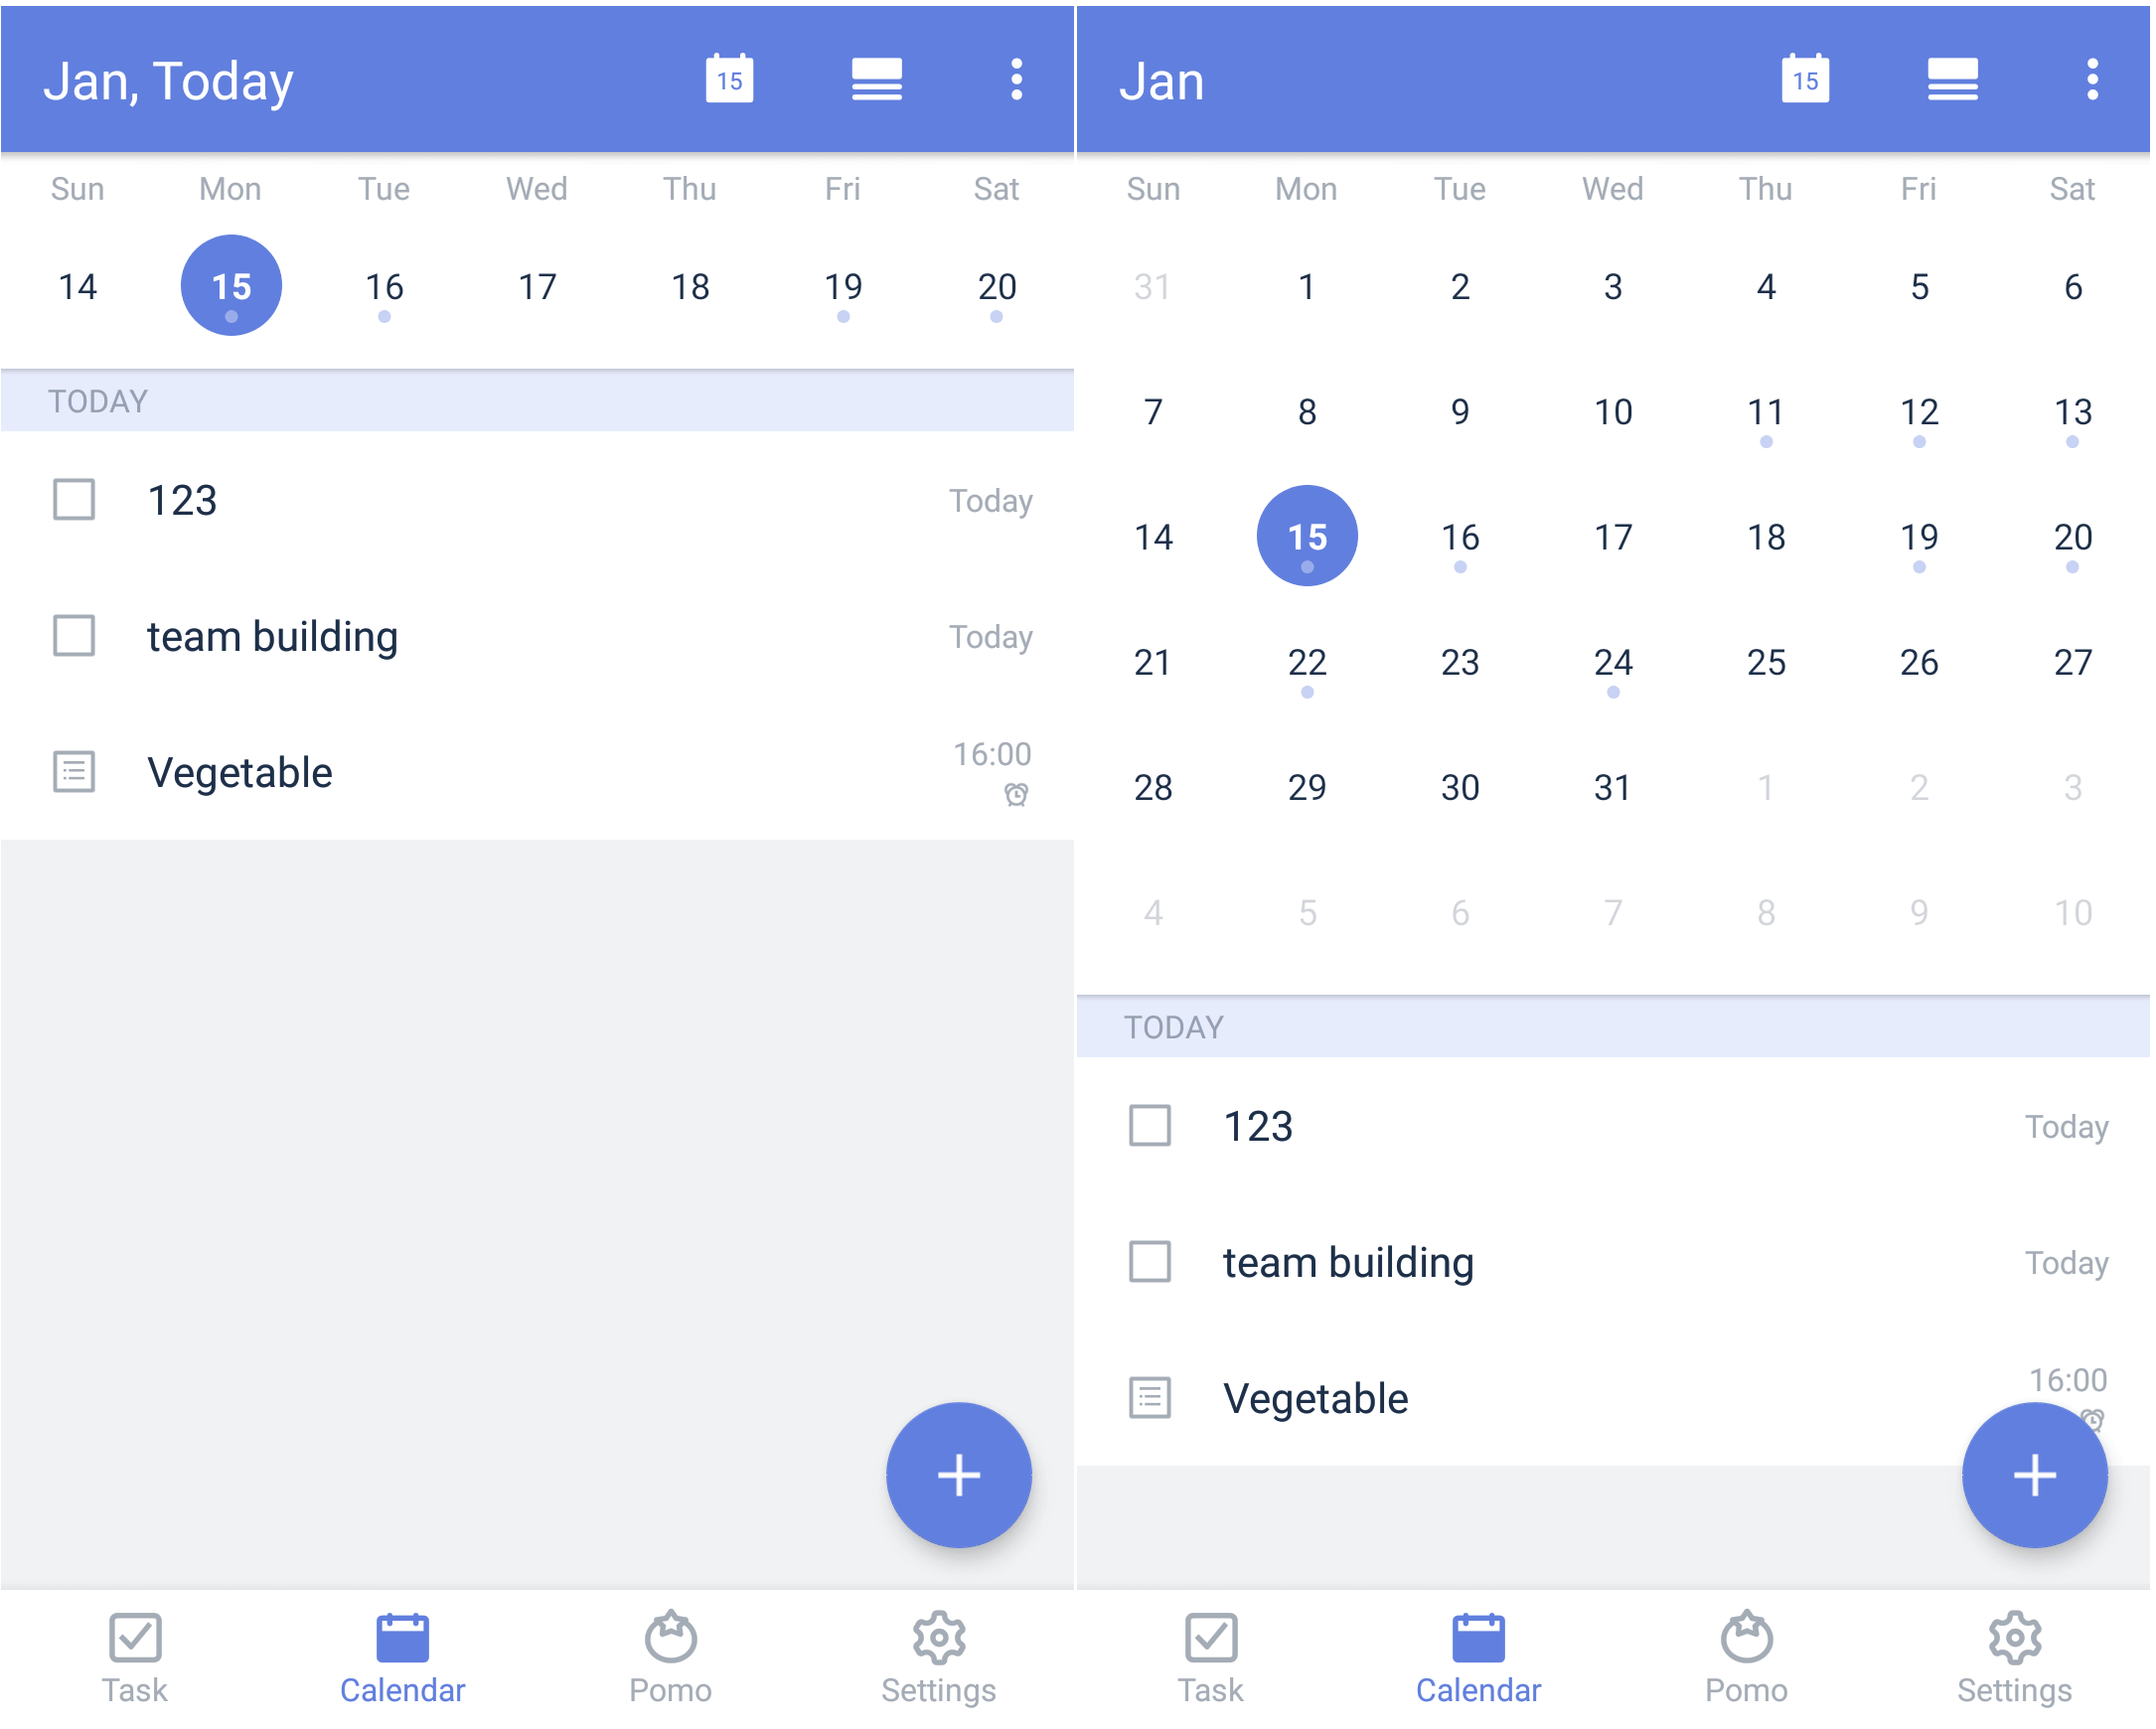 Jan, Today 15
Sun Mon Tue Wed Thu Fri Sat
14 15 16 17 18 19 20
TODAY
123 Today
team building Today
Vegetable 16:00
Task Calendar Pomo Settings
Jan 15
Sun Mon Tue Wed Thu Fri Sat
31 1 2 3 4 5 6
7 8 9 10 11 12 13
14 15 16 17 18 19 20
21 22 23 24 25 26 27
28 29 30 31 1 2 3
4 5 6 7 8 9 10
TODAY
123 Today
team building Today
Vegetable 16:00
Task Calendar Pomo Settings